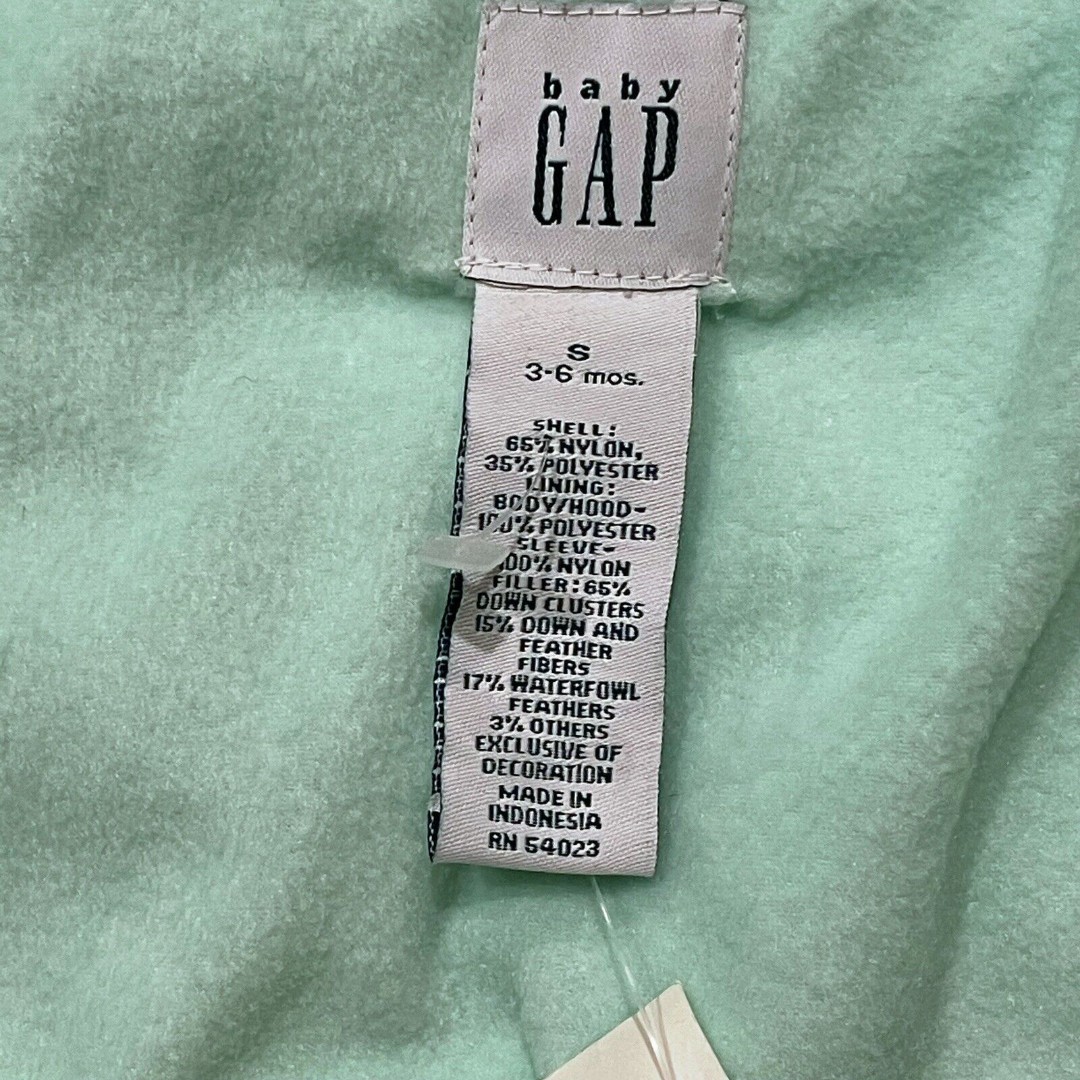 baby
GAP
S
3-6 mos.
SHELL:
65% NYLON,
35% POLYESTER
LINING:
BODY/HOOD-
100% POLYESTER
SLEEVE-
100% NYLON
FILLER: 65%
DOWN CLUSTERS
15% DOWN AND
FEATHER
FIBERS
17% WATERFOWL
FEATHERS
3% OTHERS
EXCLUSIVE OF
DECORATION
MADE IN
INDONESIA
RN 54023